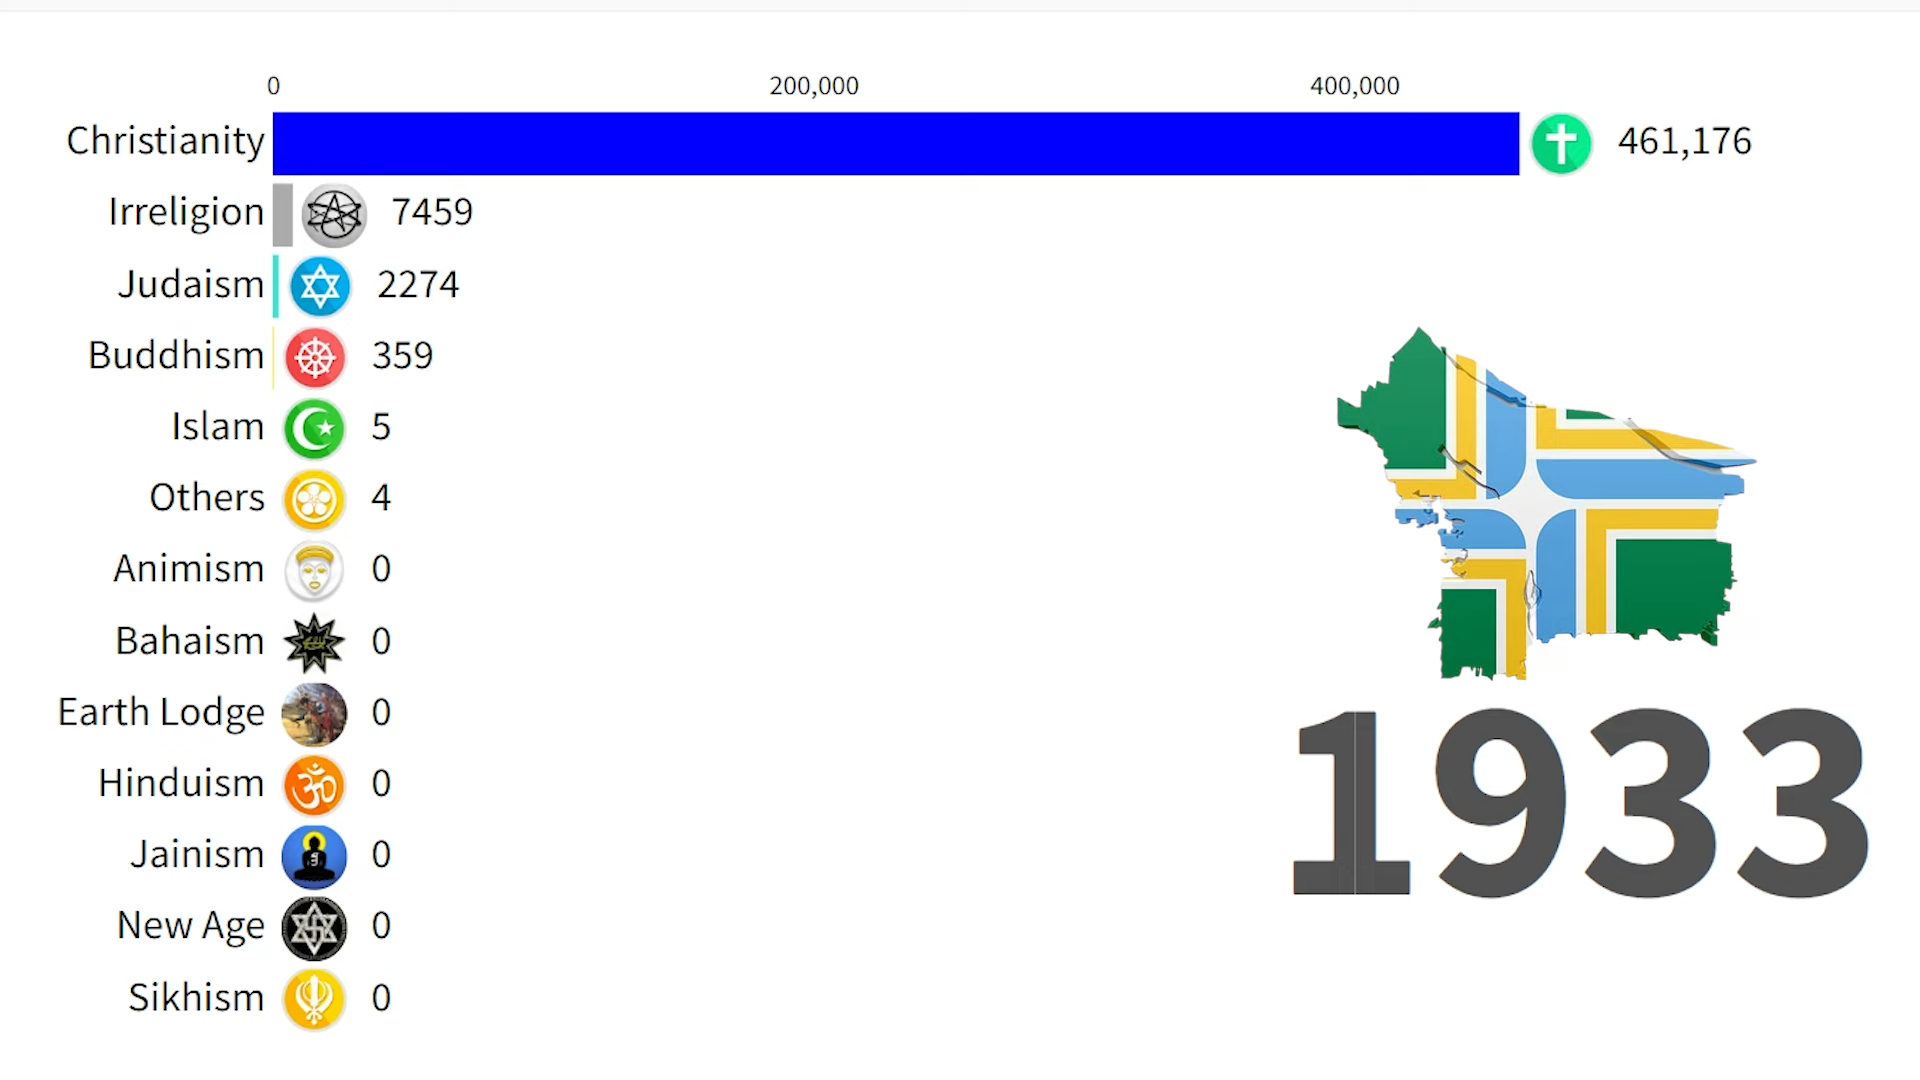 0 200,000 400,000
Christianity 461,176
Irreligion 7459
Judaism 2274
Buddhism 359
Islam 5
Others 4
Animism 0
Bahaism 0
Earth Lodge 0
Hinduism 0
Jainism 0
New Age 0
Sikhism 0
1933